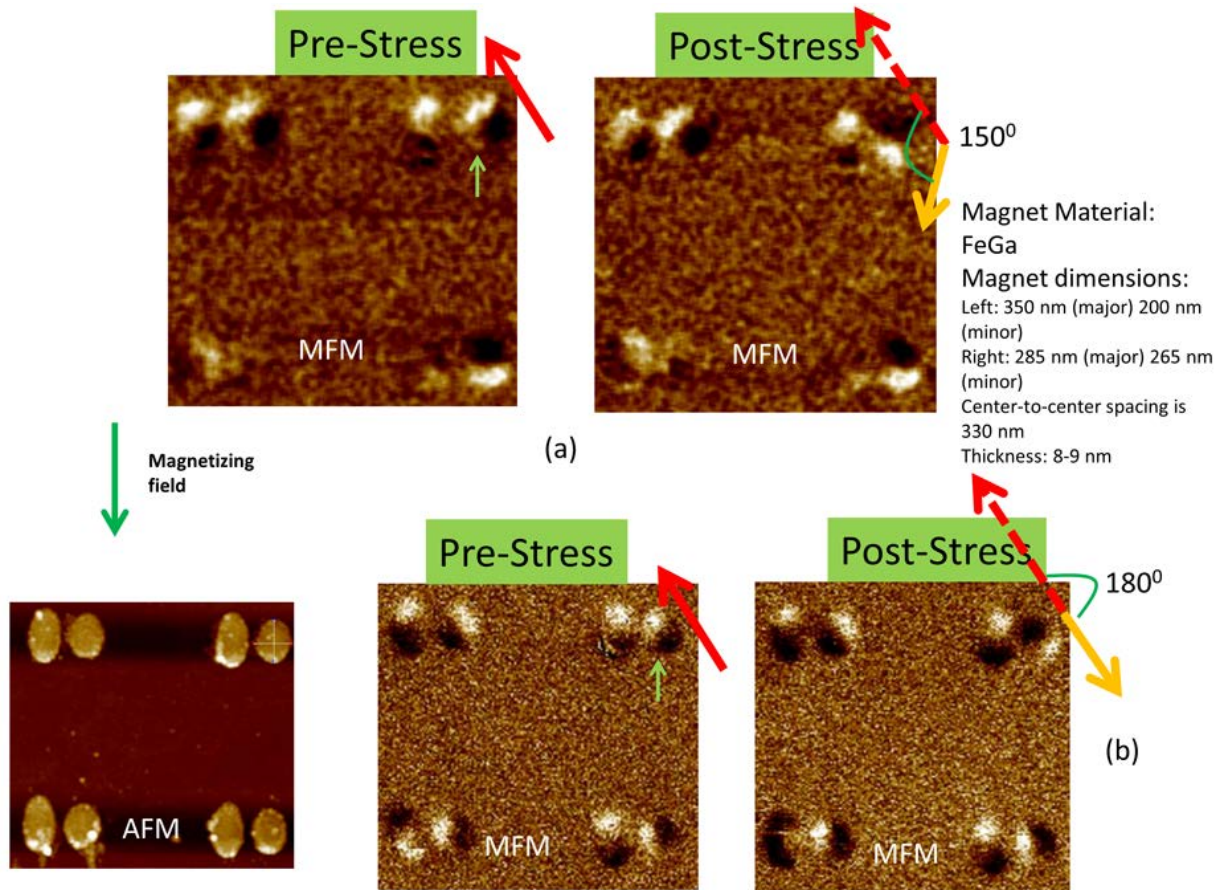 Pre-Stress
Post-Stress
150⁰
Magnet Material:
FeGa
Magnet dimensions:
Left: 350 nm (major) 200 nm
(minor)
Right: 285 nm (major) 265 nm
(minor)
Center-to-center spacing is
330 nm
Thickness: 8-9 nm
MFM
MFM
(a)
Magnetizing
field
Pre-Stress
Post-Stress
180⁰
(b)
AFM
MFM
MFM